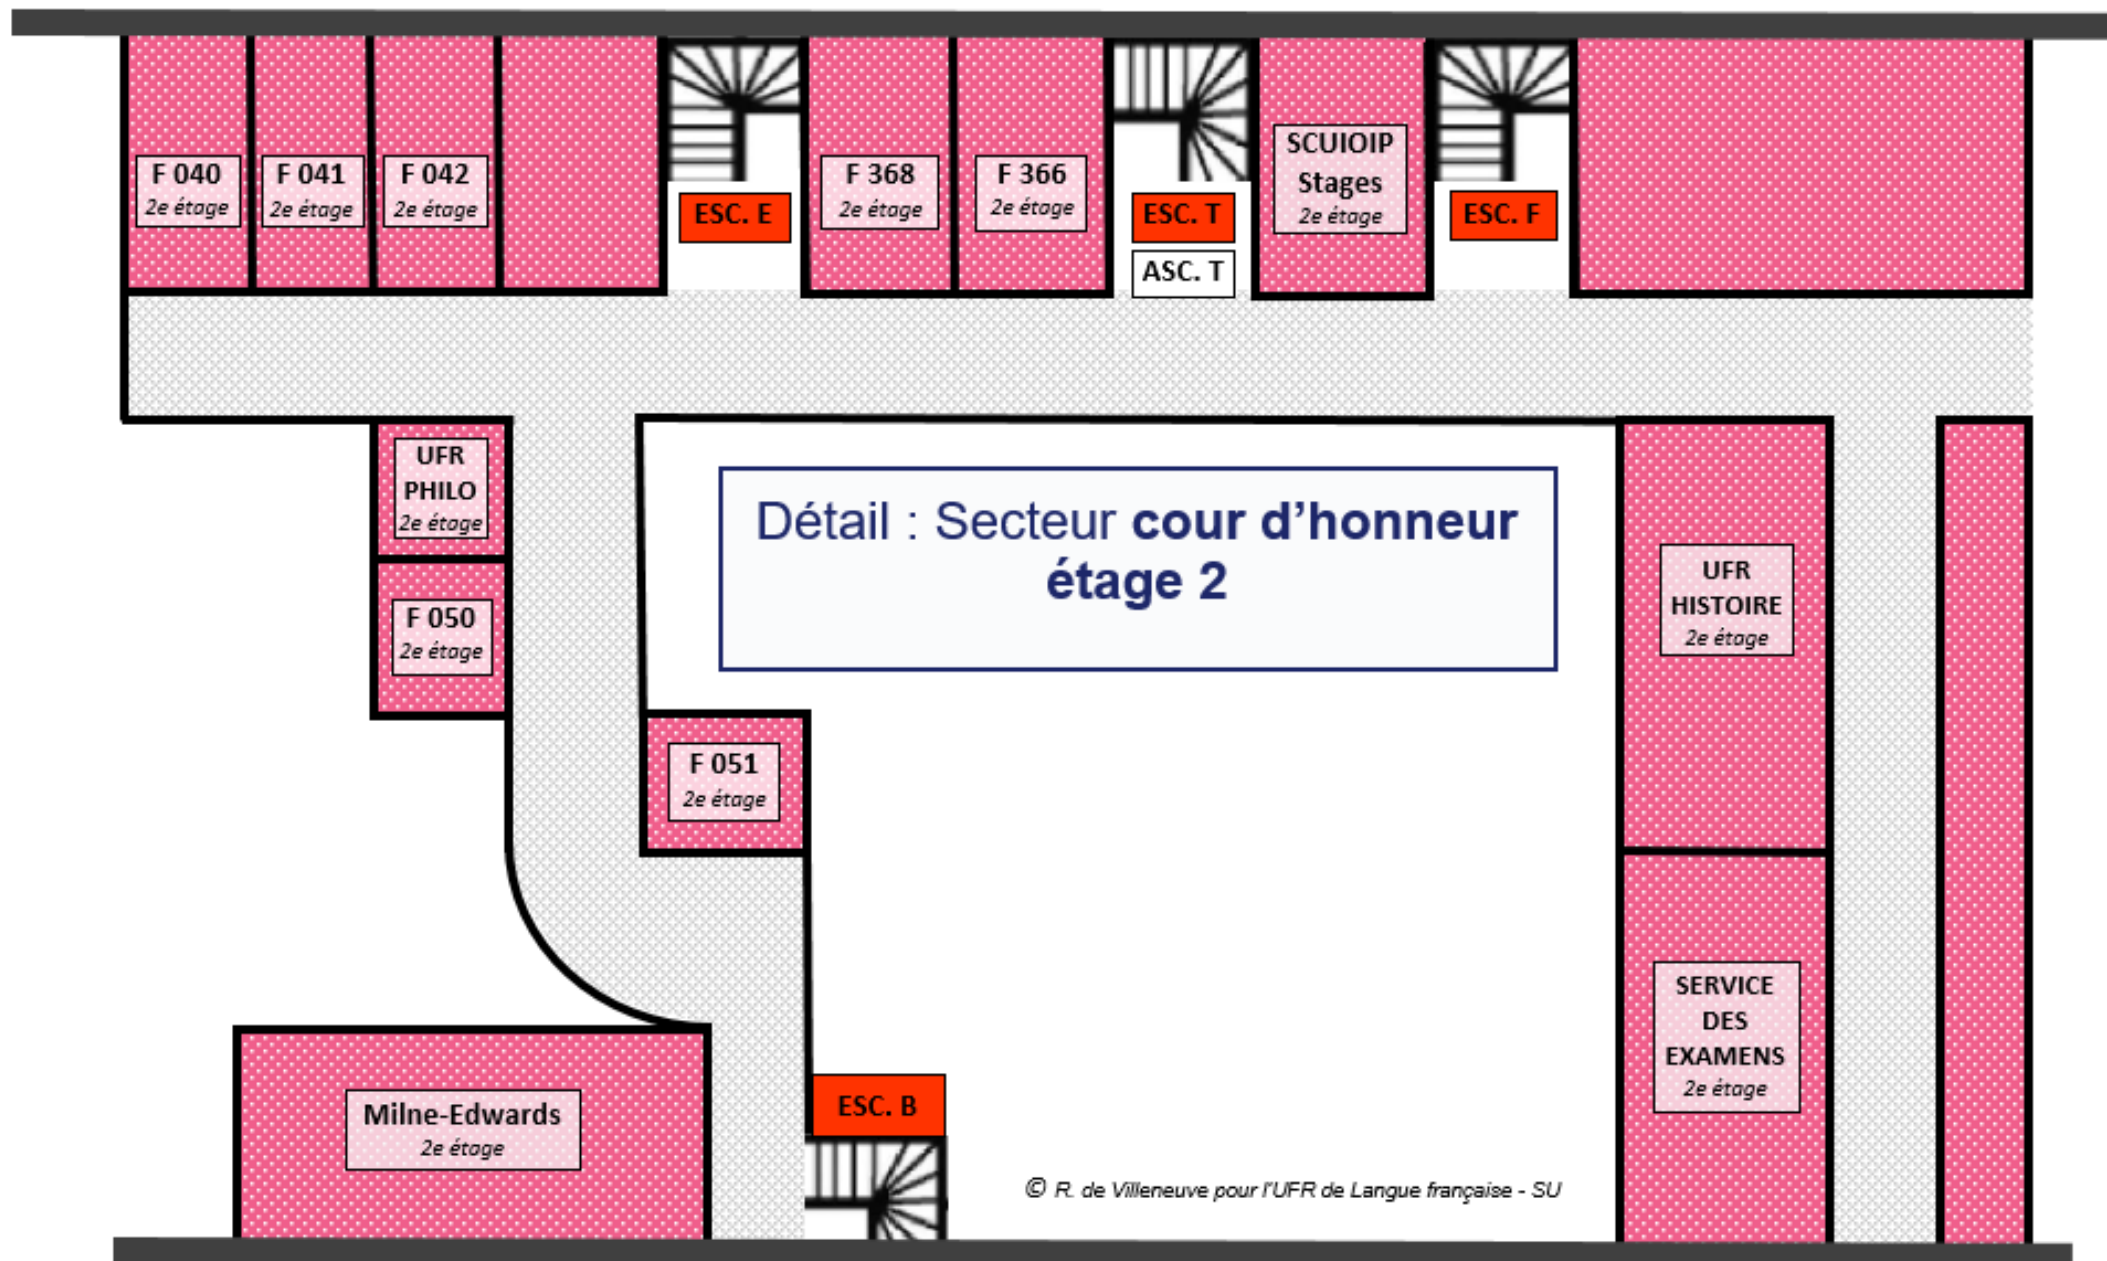 F 040
2e étage
F 041
2e étage
F 042
2e étage
ESC. E
F 368
2e étage
F 366
2e étage
ESC. T
ASC. T
SCUIOIP
Stages
2e étage
ESC. F
UFR
PHILO
2e étage
F 050
2e étage
Détail : Secteur cour d’honneur
étage 2
F 051
2e étage
UFR
HISTOIRE
2e étage
SERVICE
DES
EXAMENS
2e étage
Milne-Edwards
2e étage
ESC. B
© R. de Villeneuve pour l'UFR de Langue française - SU